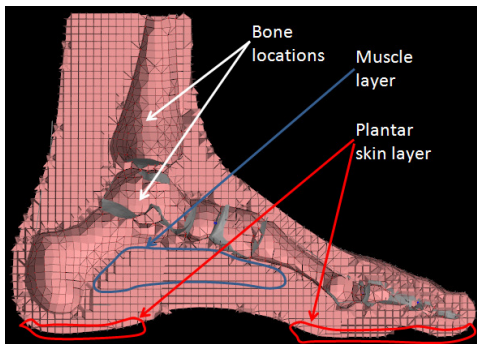 Bone
locations
Muscle
layer
Plantar
skin layer